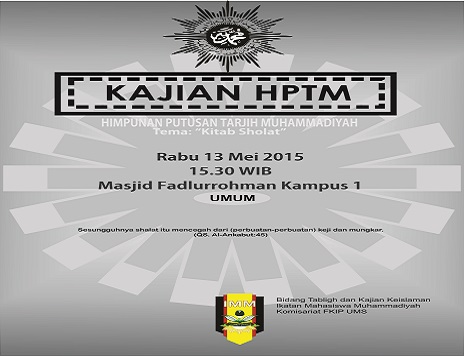 KAJIAN HPTM
HIMPUNAN PUTUSAN TARJIH MUHAMMADIYAH
Tema: "Kitab Sholat"
Rabu 13 Mei 2015
15.30 WIB
Masjid Fadlurrohman Kampus 1
UMUM
Sesungguhnya shalat itu mencegah dari (perbuatan-perbuatan) keji dan mungkar,
(QS. Al-Ankabut:45)
IMM
Bidang Tabligh dan Kajian Keislaman
Ikatan Mahasiswa Muhammadiyah
Komisariat FKIP UMS